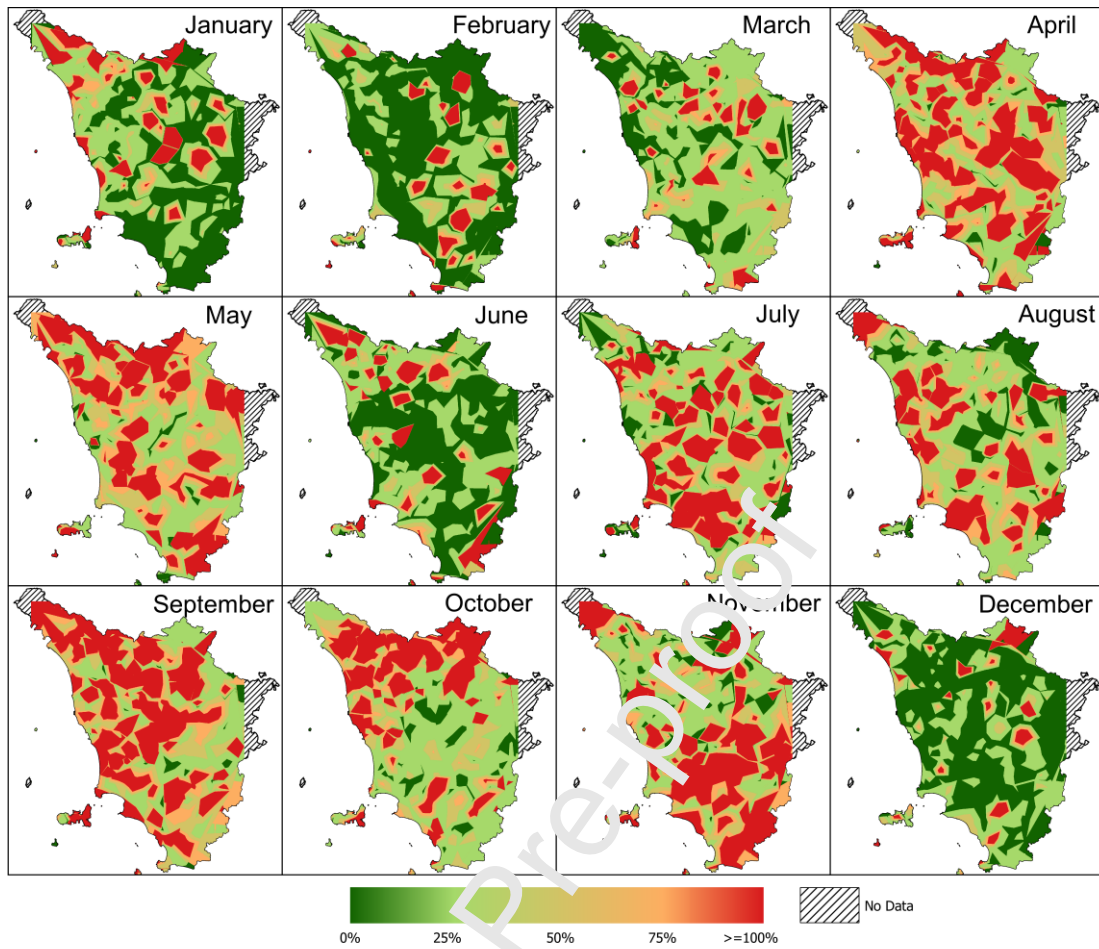 January
February
March
April
May
June
July
August
September
October
November
December
0%
25%
50%
75%
>=100%
No Data
Pre-proof